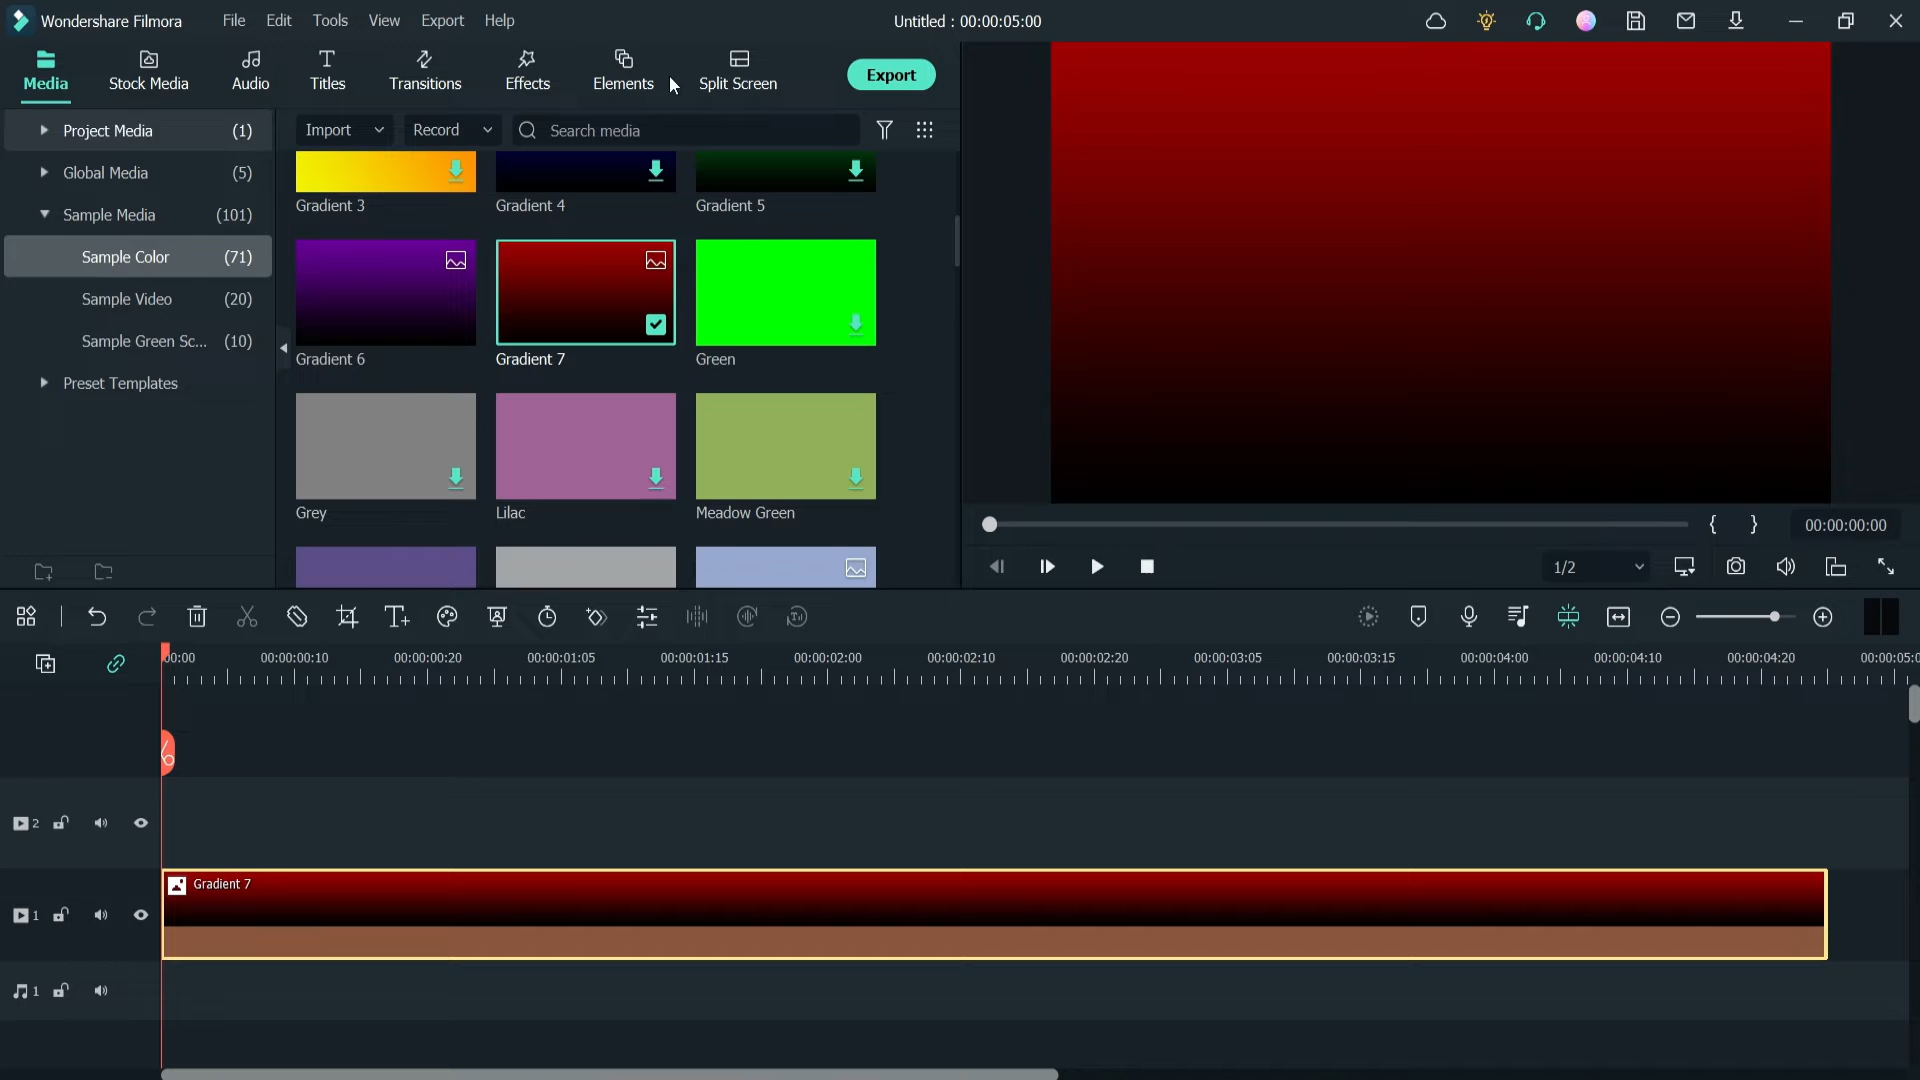 Wondershare Filmora File Edit Tools View Export Help Untitled : 00:00:05:00
Media Stock Media Audio Titles Transitions Effects Elements Split Screen Export
Project Media (1) Import Record Search media
Global Media (5)
Sample Media (101)
Sample Color (71)
Sample Video (20)
Sample Green Sc... (10)
Preset Templates
Gradient 3 Gradient 4 Gradient 5
Gradient 6 Gradient 7 Green
Grey Lilac Meadow Green
{ } 00:00:00:00
1/2
00:00 00:00:00:10 00:00:00:20 00:00:01:05 00:00:01:15 00:00:02:00 00:00:02:10 00:00:02:20 00:00:03:05 00:00:03:15 00:00:04:00 00:00:04:10 00:00:04:20 00:00:05:0
2
Gradient 7
1
1